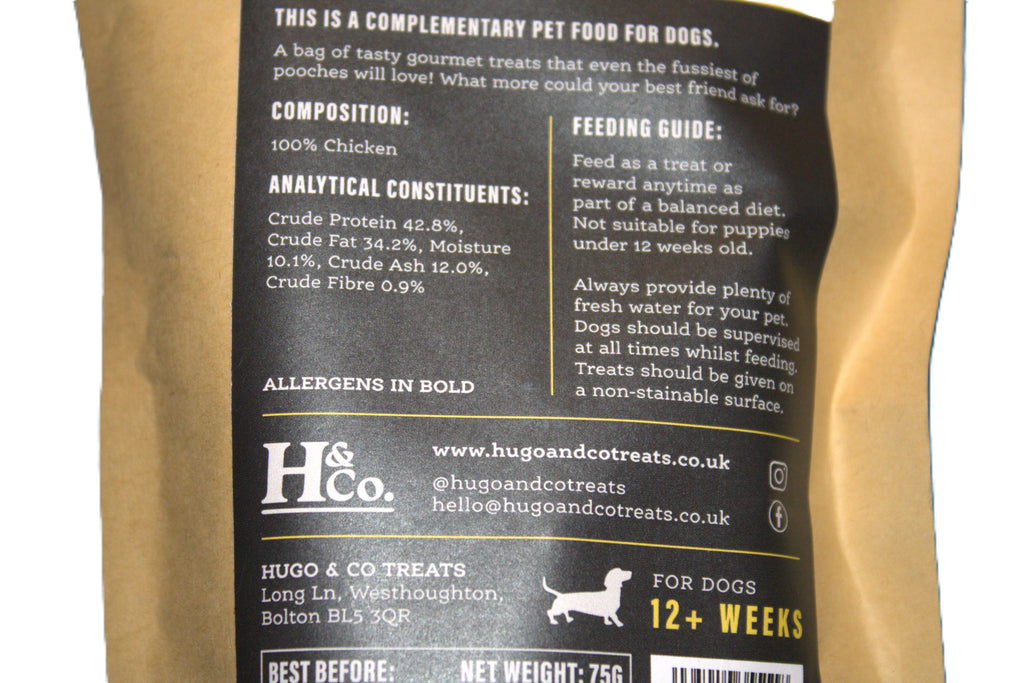 THIS IS A COMPLEMENTARY PET FOOD FOR DOGS.
A bag of tasty gourmet treats that even the fussiest of
pooches will love! What more could your best friend ask for?
COMPOSITION:
100% Chicken
ANALYTICAL CONSTITUENTS:
Crude Protein 42.8%,
Crude Fat 34.2%, Moisture
10.1%, Crude Ash 12.0%,
Crude Fibre 0.9%
ALLERGENS IN BOLD
FEEDING GUIDE:
Feed as a treat or
reward anytime as
part of a balanced diet.
Not suitable for puppies
under 12 weeks old.
Always provide plenty of
fresh water for your pet.
Dogs should be supervised
at all times whilst feeding.
Treats should be given on
a non-stainable surface.
H&Co.
www.hugoandcotreats.co.uk
@hugoandcotreats
hello@hugoandcotreats.co.uk
HUGO & CO TREATS
Long Ln, Westhoughton,
Bolton BL5 3QR
FOR DOGS
12+ WEEKS
BEST BEFORE: NET WEIGHT: 75G